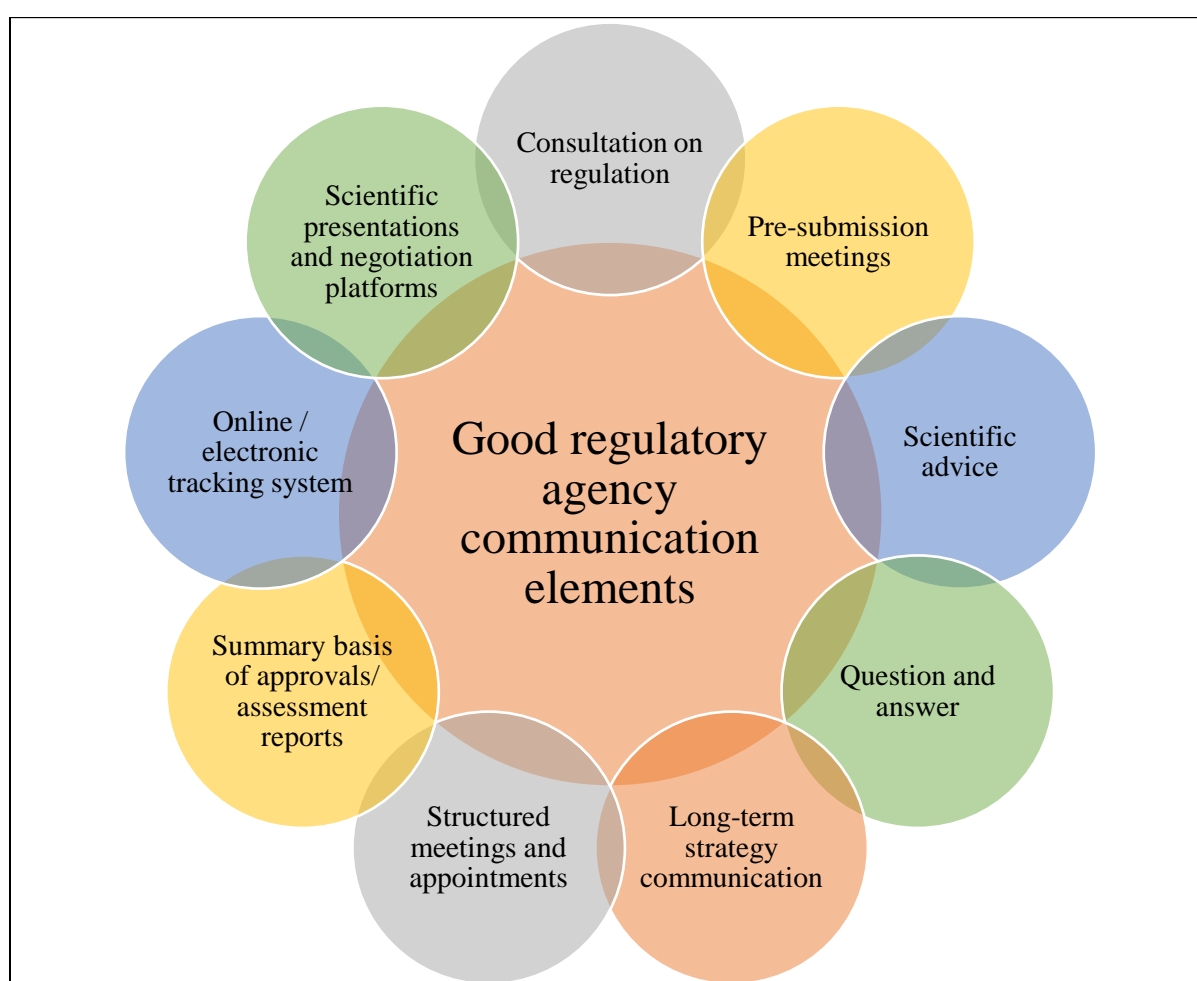 Consultation on
regulation
Pre-submission
meetings
Scientific
advice
Question and
answer
Long-term
strategy
communication
Structured
meetings and
appointments
Summary basis
of approvals/
assessment
reports
Online /
electronic
tracking system
Scientific
presentations
and negotiation
platforms
Good regulatory
agency
communication
elements